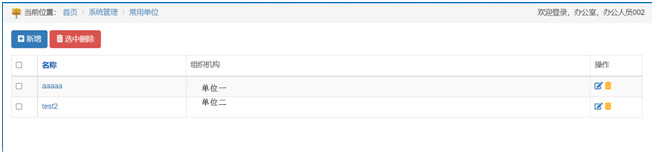 当前位置： 首页 / 系统管理 / 常用单位 欢迎登录，办公室，办公人员002
新增 选中删除
名称 组织机构 操作
aaaaa 单位一
test2 单位二